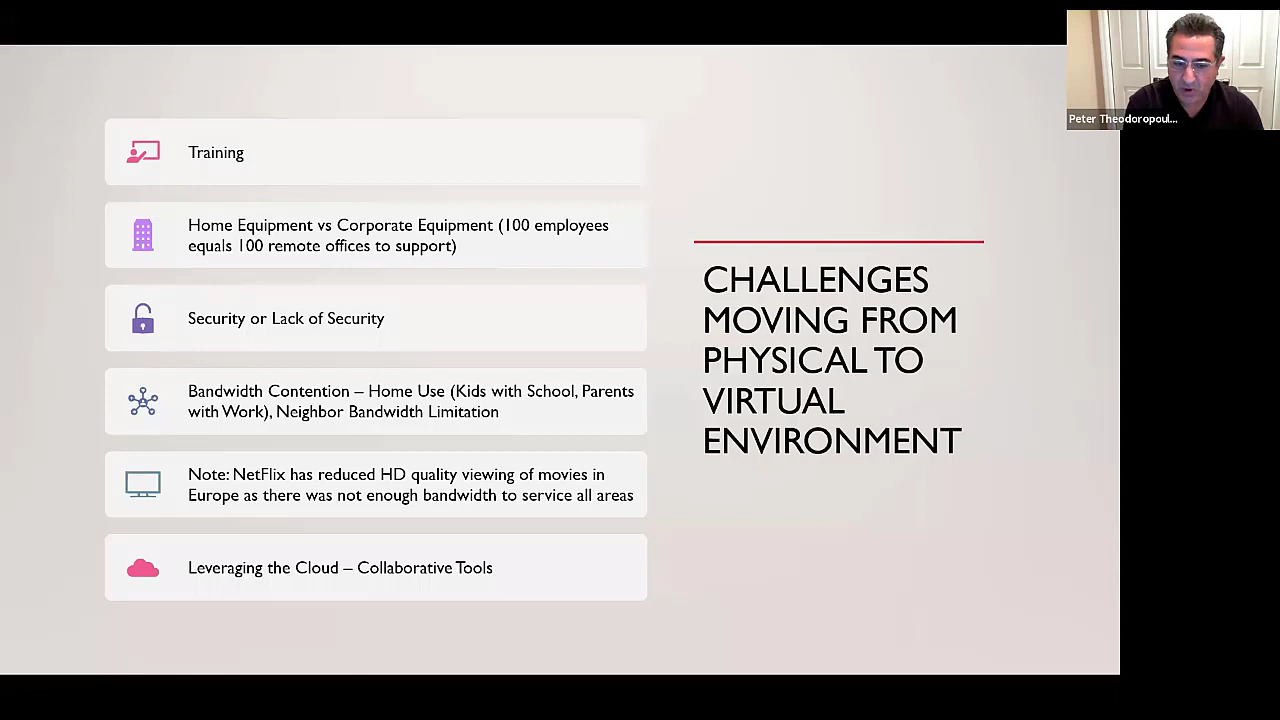 Training
Home Equipment vs Corporate Equipment (100 employees
equals 100 remote offices to support)
Security or Lack of Security
Bandwidth Contention – Home Use (Kids with School, Parents
with Work), Neighbor Bandwidth Limitation
Note: NetFlix has reduced HD quality viewing of movies in
Europe as there was not enough bandwidth to service all areas
Leveraging the Cloud – Collaborative Tools
CHALLENGES
MOVING FROM
PHYSICAL TO
VIRTUAL
ENVIRONMENT
Peter Theodoropoul...